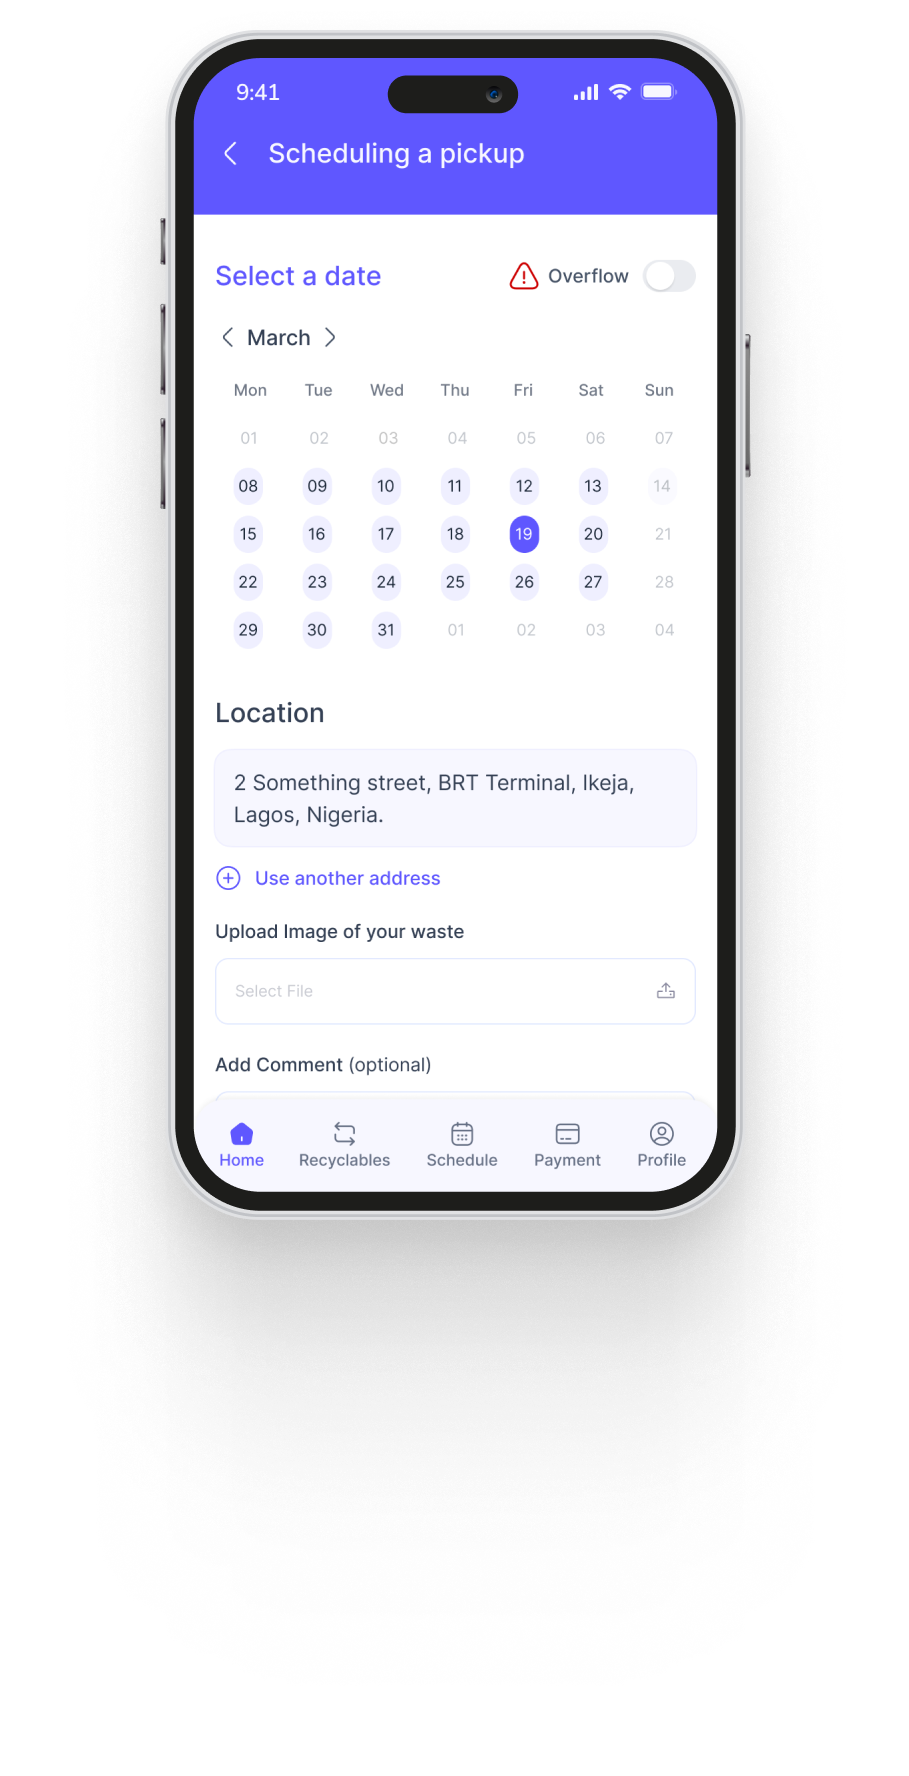 9:41
Scheduling a pickup
Select a date
Overflow
March
Mon Tue Wed Thu Fri Sat Sun
01 02 03 04 05 06 07
08 09 10 11 12 13 14
15 16 17 18 19 20 21
22 23 24 25 26 27 28
29 30 31 01 02 03 04
Location
2 Something street, BRT Terminal, Ikeja,
Lagos, Nigeria.
Use another address
Upload Image of your waste
Select File
Add Comment (optional)
Home Recyclables Schedule Payment Profile